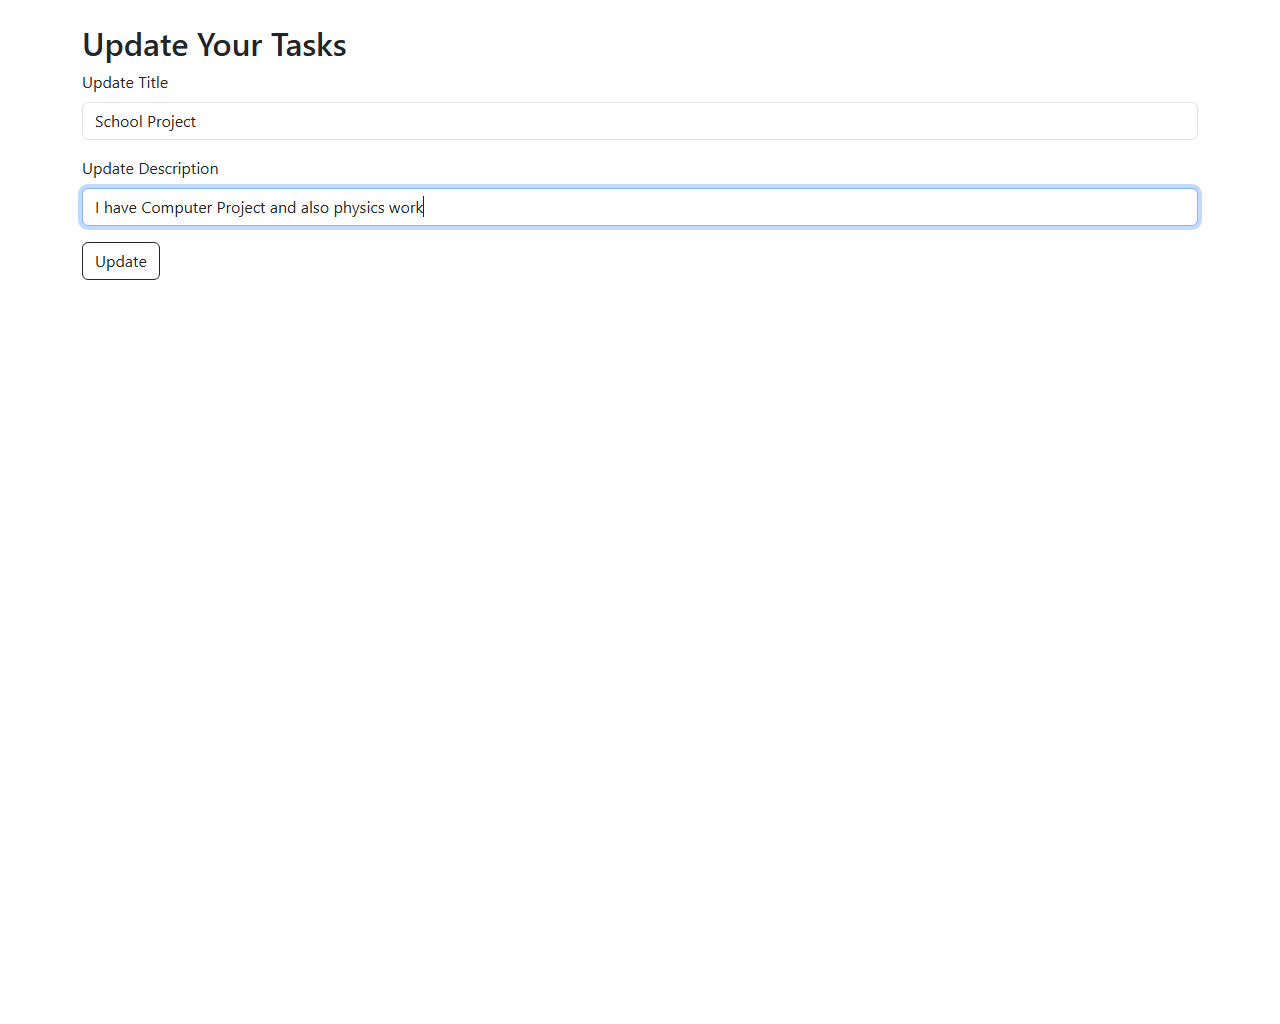 Update Your Tasks
Update Title
School Project
Update Description
I have Computer Project and also physics work
Update